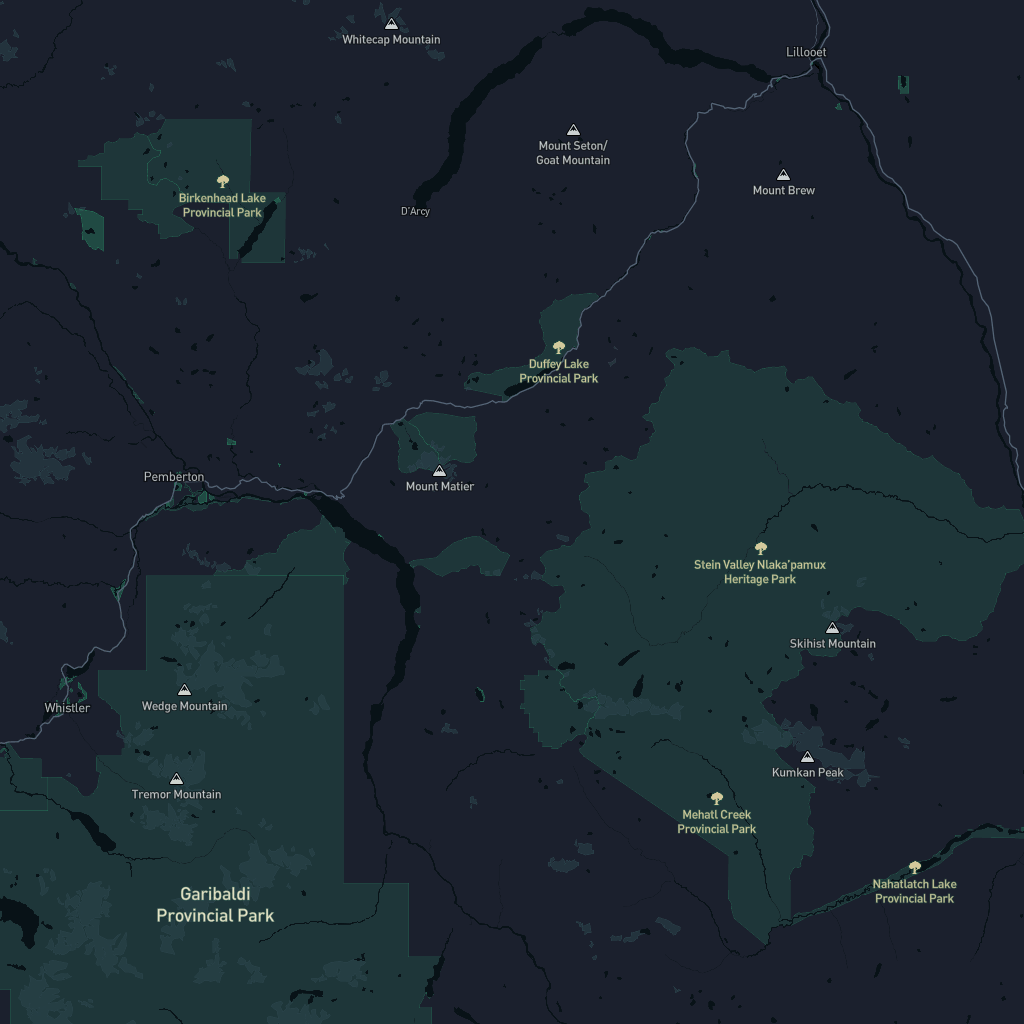 Whitecap Mountain
Lillooet
Mount Seton/
Goat Mountain
Mount Brew
Birkenhead Lake
Provincial Park
D'Arcy
Duffey Lake
Provincial Park
Pemberton
Mount Matier
Stein Valley Nlaka'pamux
Heritage Park
Skihist Mountain
Wedge Mountain
Whistler
Kumkan Peak
Tremor Mountain
Mehatl Creek
Provincial Park
Garibaldi
Provincial Park
Nahatlatch Lake
Provincial Park